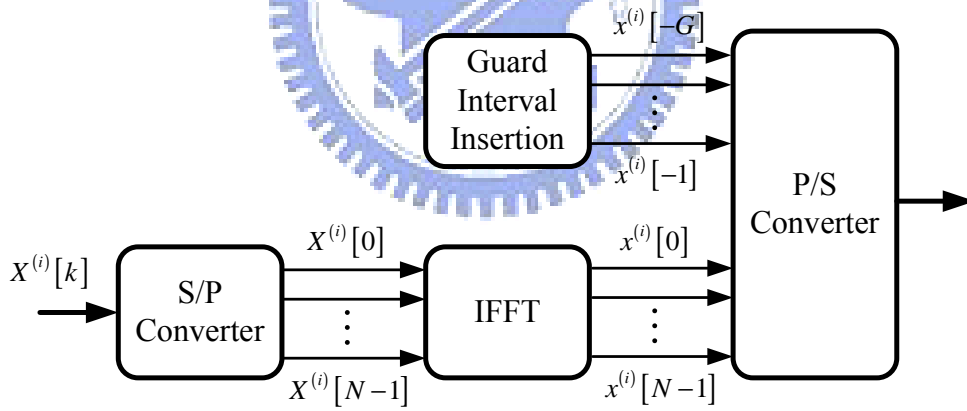 x^{(i)}[-G]
Guard
Interval
Insertion
x^{(i)}[-1]
P/S
Converter
X^{(i)}[k]
S/P
Converter
X^{(i)}[0]
X^{(i)}[N-1]
IFFT
x^{(i)}[0]
x^{(i)}[N-1]